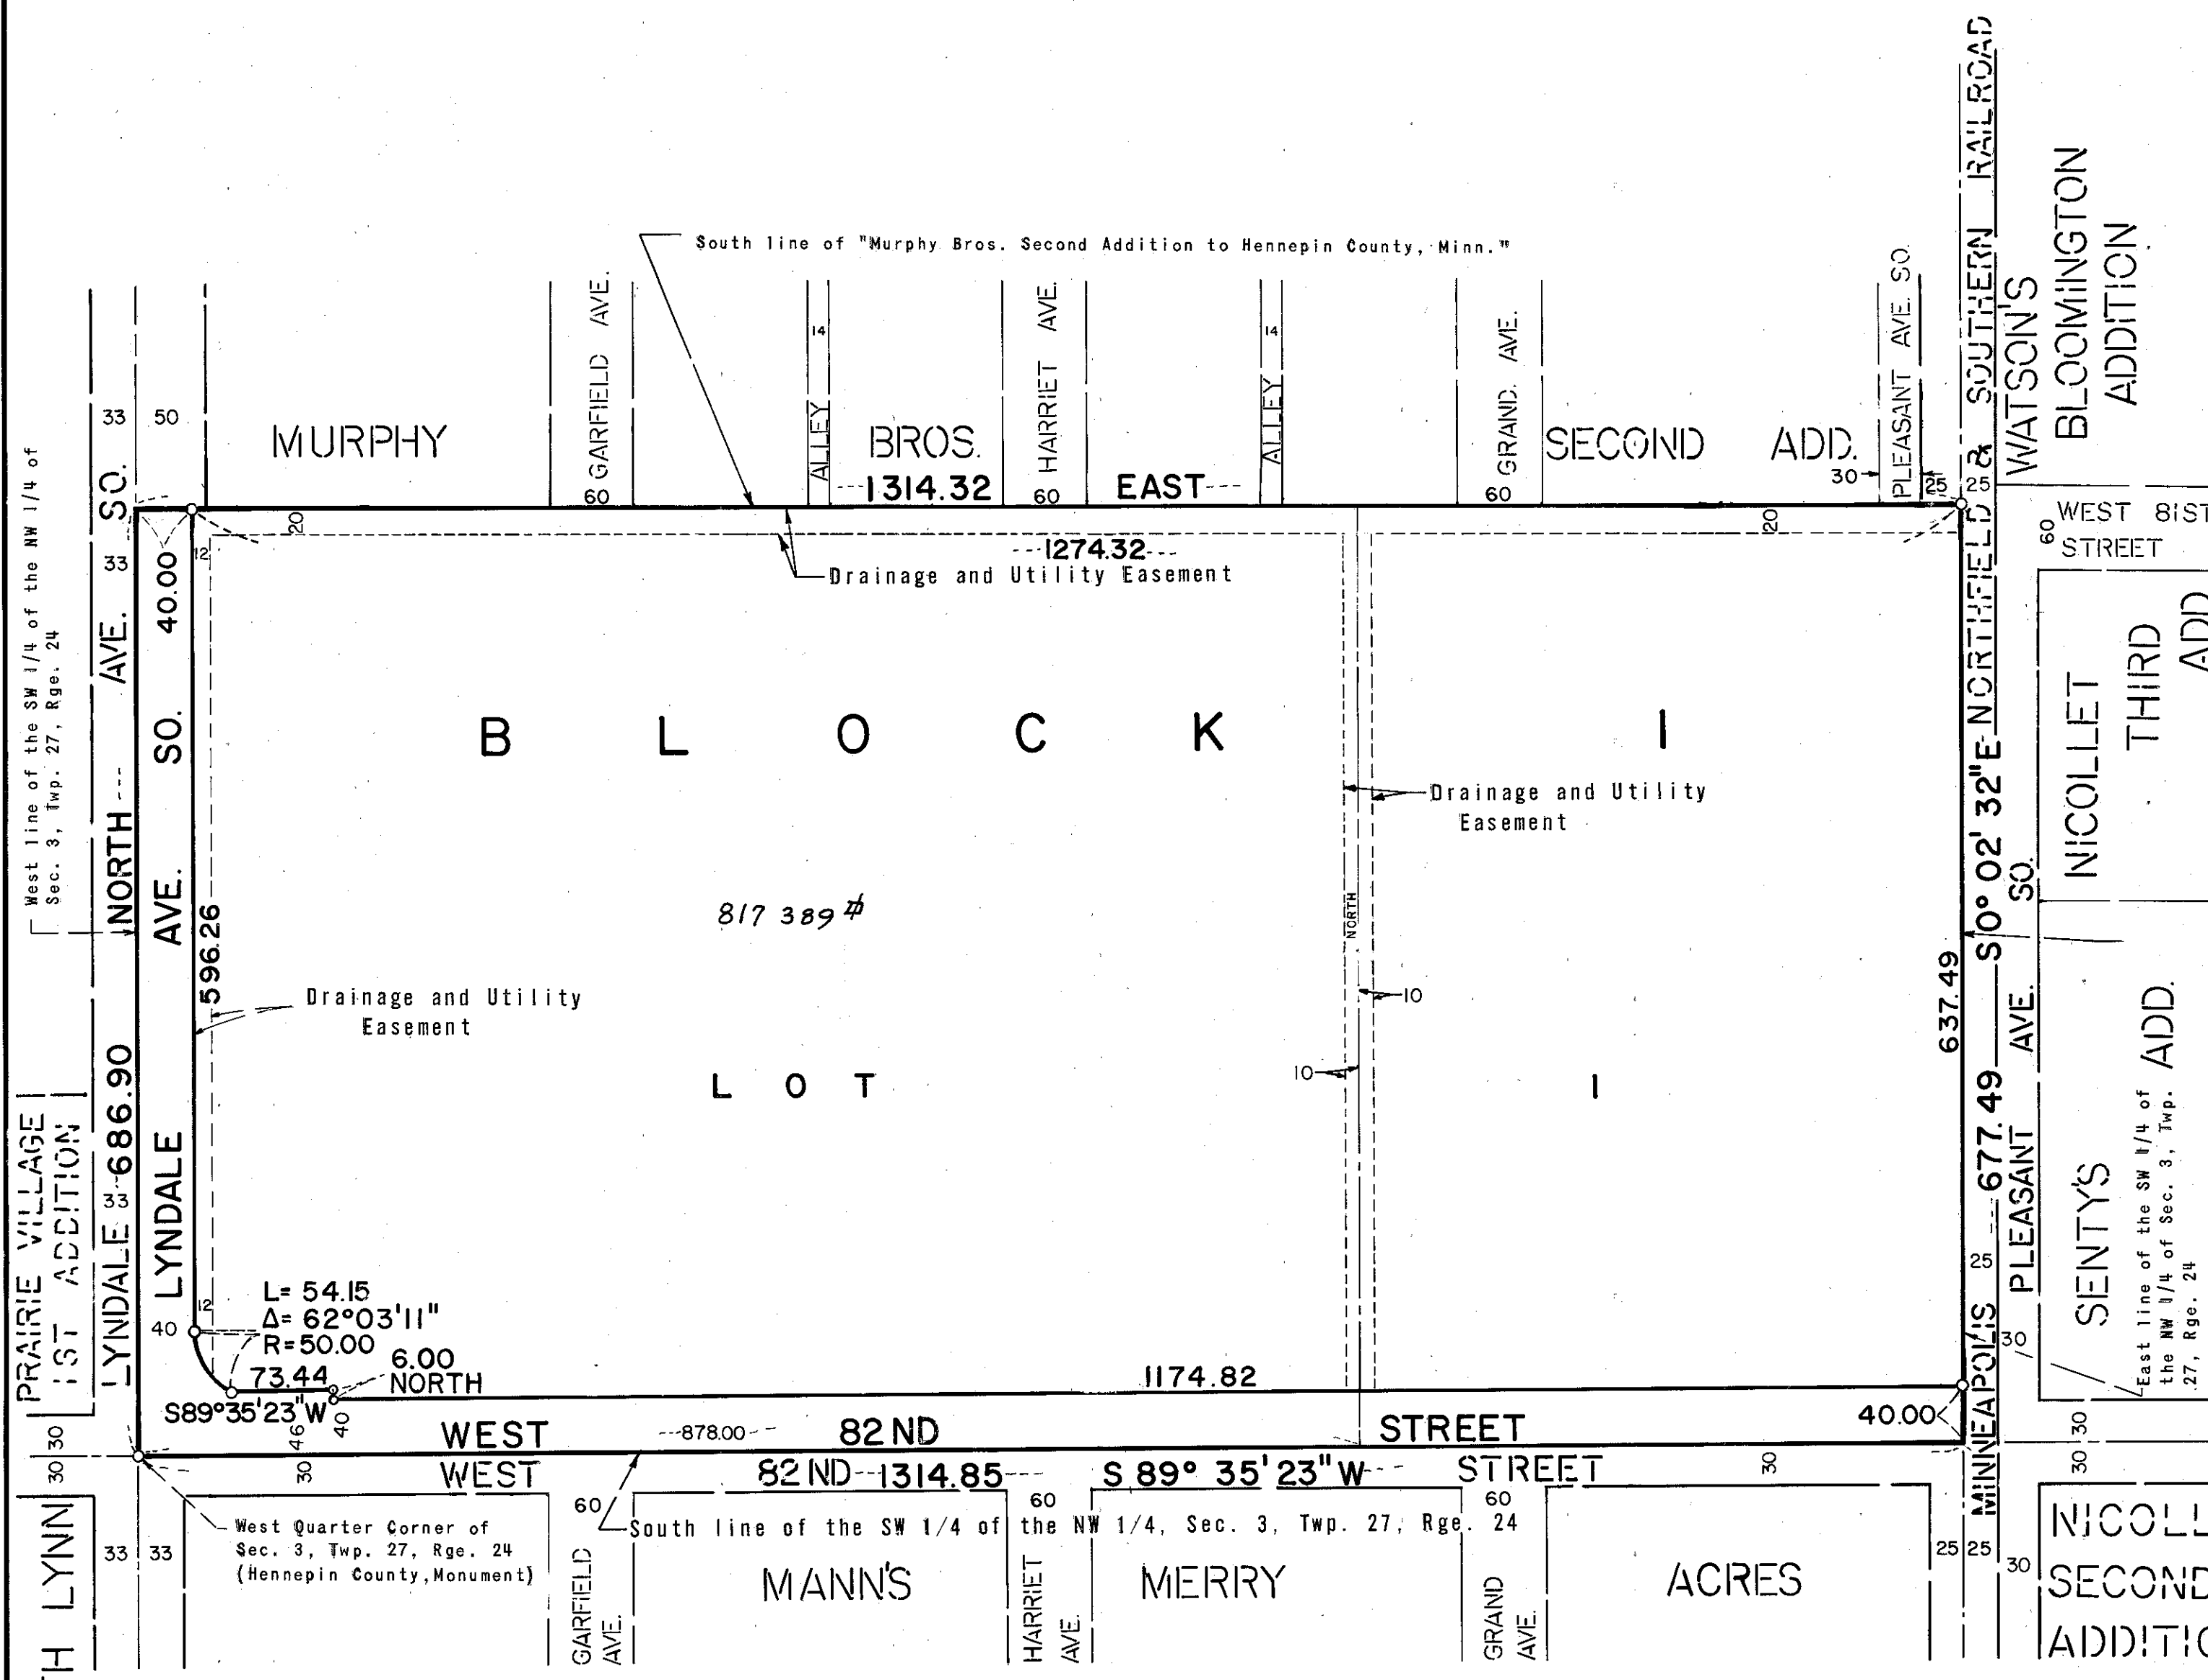 South line of "Murphy Bros. Second Addition to Hennepin County, Minn."
GARFIELD AVE.
60
ALLEY 14
HARRIET AVE.
60
ALLEY 14
GRAND. AVE.
60
PLEASANT AVE. SO.
30
25
25
MURPHY BROS. SECOND ADD.
1314.32 EAST
33 50
MINNEAPOLIS NORTHFIELD & SOUTHERN RAILROAD
WATSON'S
BLOOMINGTON
ADDITION
WEST 81ST
STREET
60
West line of the SW 1/4 of the NW 1/4 of
Sec. 3, Twp. 27, Rge. 24
LYNDALE AVE. SO.
33
33
686.90 NORTH
LYNDALE AVE. SO.
40.00
12
20
20
1274.32
Drainage and Utility Easement
BLOCK 1
Drainage and Utility
Easement
817 389
NORTH
10
10
596.26
Drainage and Utility
Easement
LOT 1
S0° 02' 32"E
677.49
637.49
PLEASANT AVE. SO.
NICOLLET
THIRD
ADD
SENTY'S ADD.
East line of the SW 1/4 of
the NW 1/4 of Sec. 3, Twp.
27, Rge. 24
25
30
PRAIRIE VILLAGE
1ST ADDITION
12
40
L= 54.15
Δ= 62°03'11"
R=50.00
73.44
6.00
NORTH
S89°35'23"W
46
40
1174.82
40.00
WEST 82ND STREET
878.00
WEST 82ND STREET
1314.85 S 89° 35' 23"W
30 30
30
30
30 30
West Quarter Corner of
Sec. 3, Twp. 27, Rge. 24
(Hennepin County, Monument)
South line of the SW 1/4 of the NW 1/4, Sec. 3, Twp. 27, Rge. 24
60
60
60
33 33
GARFIELD
AVE.
MANN'S MERRY ACRES
HARRIET
AVE.
GRAND
AVE.
25 25
30
TH LYNN
NICOLL
SECOND
ADDITIO